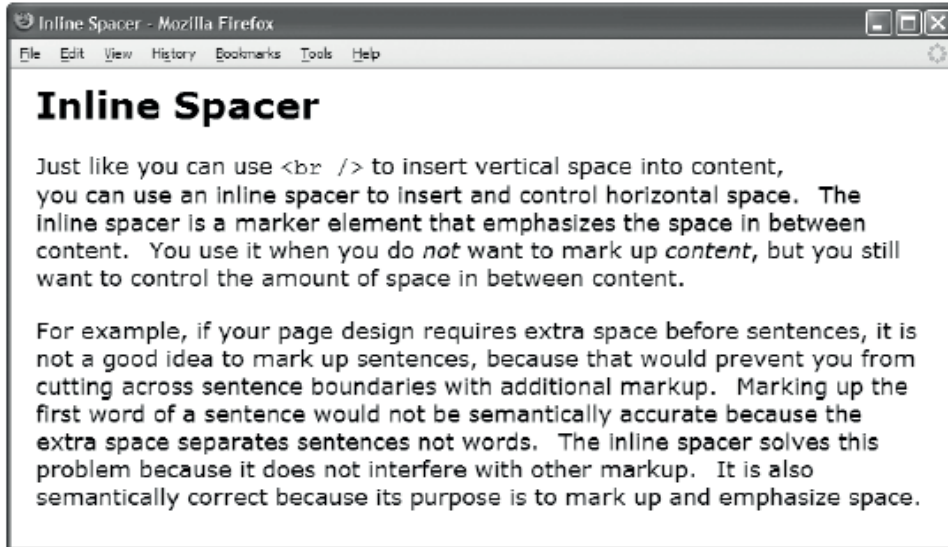 Inline Spacer - Mozilla Firefox
File Edit View History Bookmarks Tools Help
Inline Spacer
Just like you can use <br /> to insert vertical space into content,
you can use an inline spacer to insert and control horizontal space. The
inline spacer is a marker element that emphasizes the space in between
content. You use it when you do not want to mark up content, but you still
want to control the amount of space in between content.
For example, if your page design requires extra space before sentences, it is
not a good idea to mark up sentences, because that would prevent you from
cutting across sentence boundaries with additional markup. Marking up the
first word of a sentence would not be semantically accurate because the
extra space separates sentences not words. The inline spacer solves this
problem because it does not interfere with other markup. It is also
semantically correct because its purpose is to mark up and emphasize space.